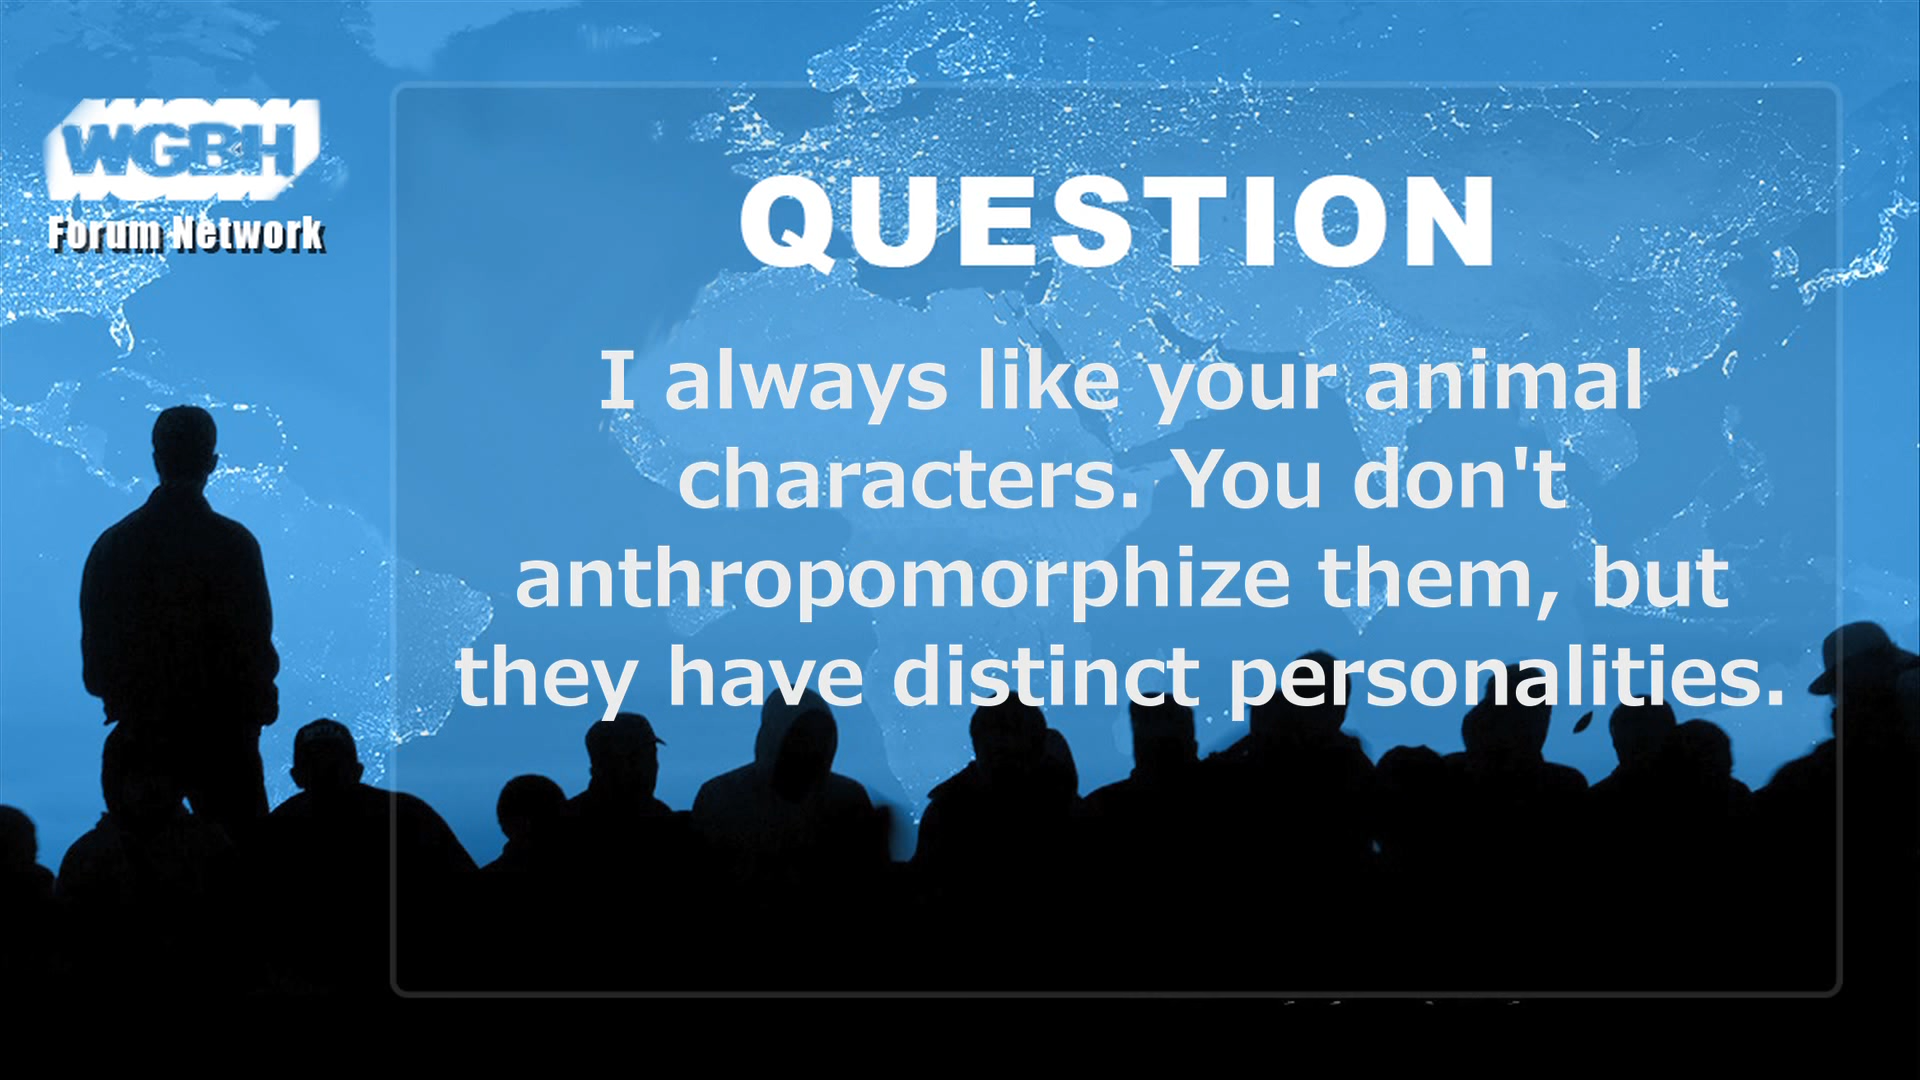 WGBH
Forum Network
QUESTION
I always like your animal
characters. You don't
anthropomorphize them, but
they have distinct personalities.